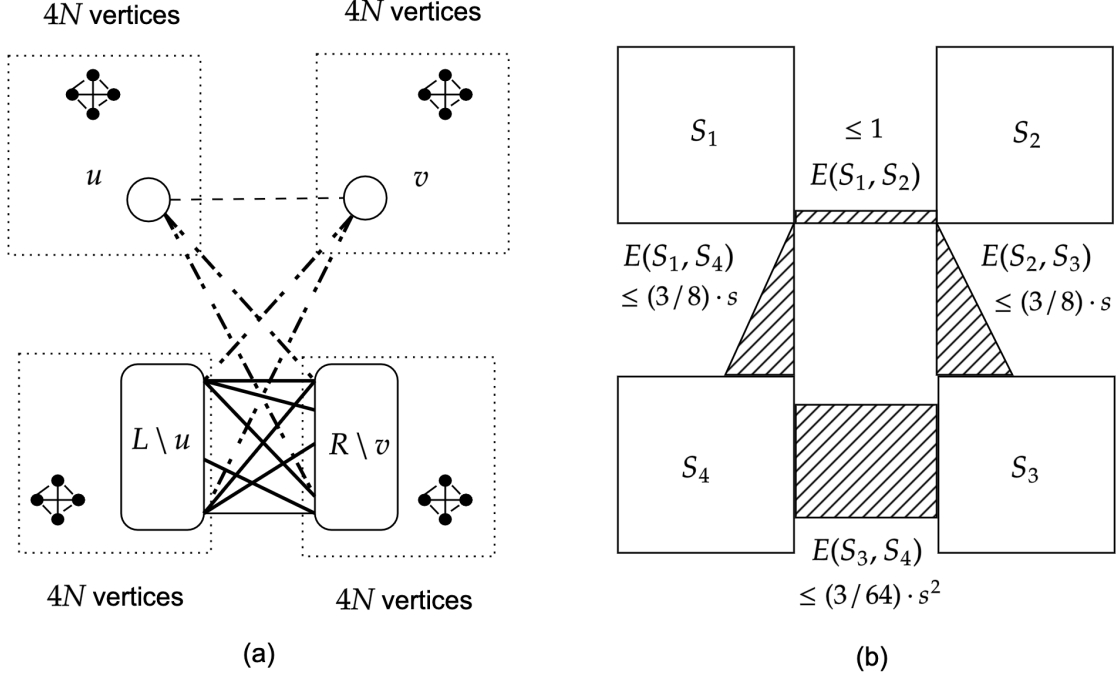 4N vertices
4N vertices
u
v
L \ u
R \ v
4N vertices
4N vertices
(a)
S₁
≤ 1
E(S₁, S₂)
S₂
E(S₁, S₄)
≤ (3/8) · s
E(S₂, S₃)
≤ (3/8) · s
S₄
S₃
E(S₃, S₄)
≤ (3/64) · s²
(b)